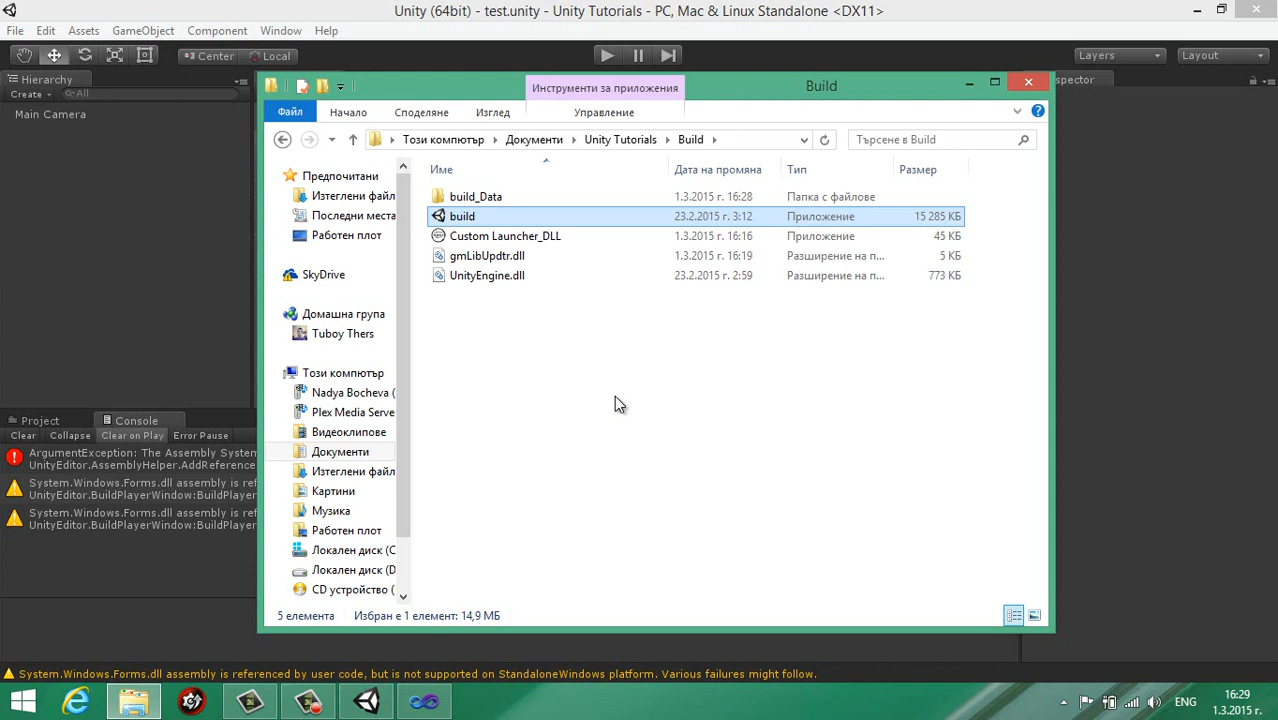 Unity (64bit) - test.unity - Unity Tutorials - PC, Mac & Linux Standalone <DX11>
File Edit Assets GameObject Component Window Help
Center Local Layers Layout
Hierarchy
Create All
Main Camera
spector
Инструменти за приложения Build
Файл Начало Споделяне Изглед Управление
Този компютър Документи Unity Tutorials Build Търсене в Build
Име Дата на промяна Тип Размер
build_Data 1.3.2015 г. 16:28 Папка с файлове
build 23.2.2015 г. 3:12 Приложение 15 285 КБ
Custom Launcher_DLL 1.3.2015 г. 16:16 Приложение 45 КБ
gmLibUpdtr.dll 1.3.2015 г. 16:19 Разширение на п... 5 КБ
UnityEngine.dll 23.2.2015 г. 2:59 Разширение на п... 773 КБ
Предпочитани
Изтеглени файл
Последни места
Работен плот
SkyDrive
Домашна група
Tuboy Thers
Този компютър
Nadya Bocheva (
Plex Media Serve
Видеоклипове
Документи
Изтеглени файл
Картини
Музика
Работен плот
Локален диск (C
Локален диск (D
CD устройство (
5 елемента Избран е 1 елемент: 14,9 МБ
Project Console
Clear Collapse Clear on Play Error Pause
ArgumentException: The Assembly System
UnityEditor.AssemblyHelper.AddReference
System.Windows.Forms.dll assembly is ref
UnityEditor.BuildPlayerWindow:BuildPlayer
System.Windows.Forms.dll assembly is ref
UnityEditor.BuildPlayerWindow:BuildPlayer
System.Windows.Forms.dll assembly is referenced by user code, but is not supported on StandaloneWindows platform. Various failures might follow.
ЕНГ 16:29
1.3.2015 г.